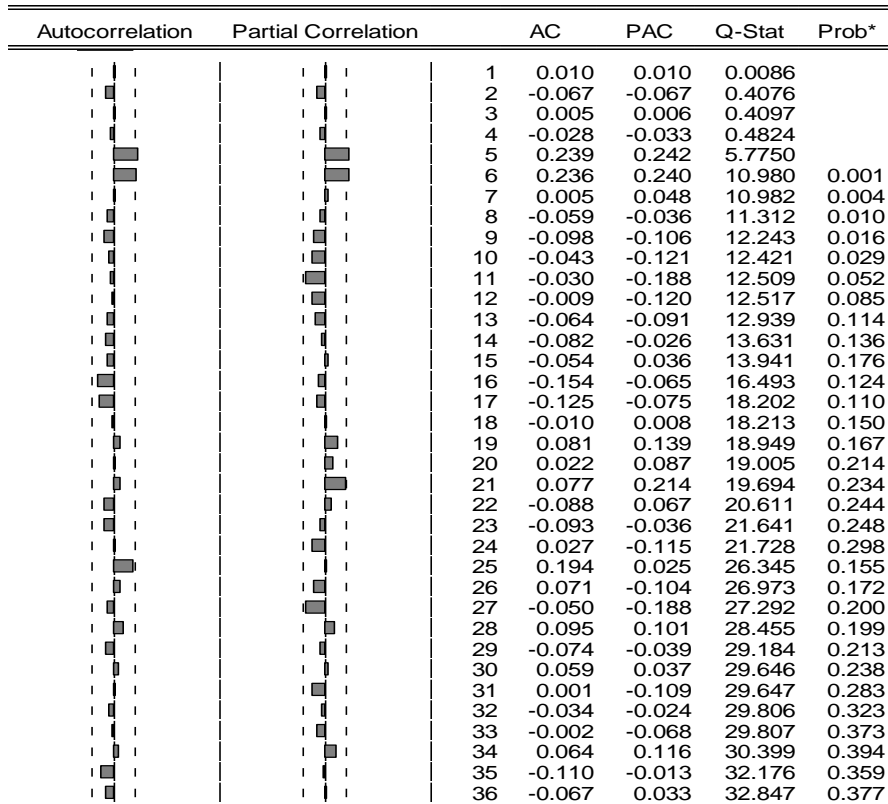 Autocorrelation Partial Correlation AC PAC Q-Stat Prob*
1 0.010 0.010 0.0086
2 -0.067 -0.067 0.4076
3 0.005 0.006 0.4097
4 -0.028 -0.033 0.4824
5 0.239 0.242 5.7750
6 0.236 0.240 10.980 0.001
7 0.005 0.048 10.982 0.004
8 -0.059 -0.036 11.312 0.010
9 -0.098 -0.106 12.243 0.016
10 -0.043 -0.121 12.421 0.029
11 -0.030 -0.188 12.509 0.052
12 -0.009 -0.120 12.517 0.085
13 -0.064 -0.091 12.939 0.114
14 -0.082 -0.026 13.631 0.136
15 -0.054 0.036 13.941 0.176
16 -0.154 -0.065 16.493 0.124
17 -0.125 -0.075 18.202 0.110
18 -0.010 0.008 18.213 0.150
19 0.081 0.139 18.949 0.167
20 0.022 0.087 19.005 0.214
21 0.077 0.214 19.694 0.234
22 -0.088 0.067 20.611 0.244
23 -0.093 -0.036 21.641 0.248
24 0.027 -0.115 21.728 0.298
25 0.194 0.025 26.345 0.155
26 0.071 -0.104 26.973 0.172
27 -0.050 -0.188 27.292 0.200
28 0.095 0.101 28.455 0.199
29 -0.074 -0.039 29.184 0.213
30 0.059 0.037 29.646 0.238
31 0.001 -0.109 29.647 0.283
32 -0.034 -0.024 29.806 0.323
33 -0.002 -0.068 29.807 0.373
34 0.064 0.116 30.399 0.394
35 -0.110 -0.013 32.176 0.359
36 -0.067 0.033 32.847 0.377